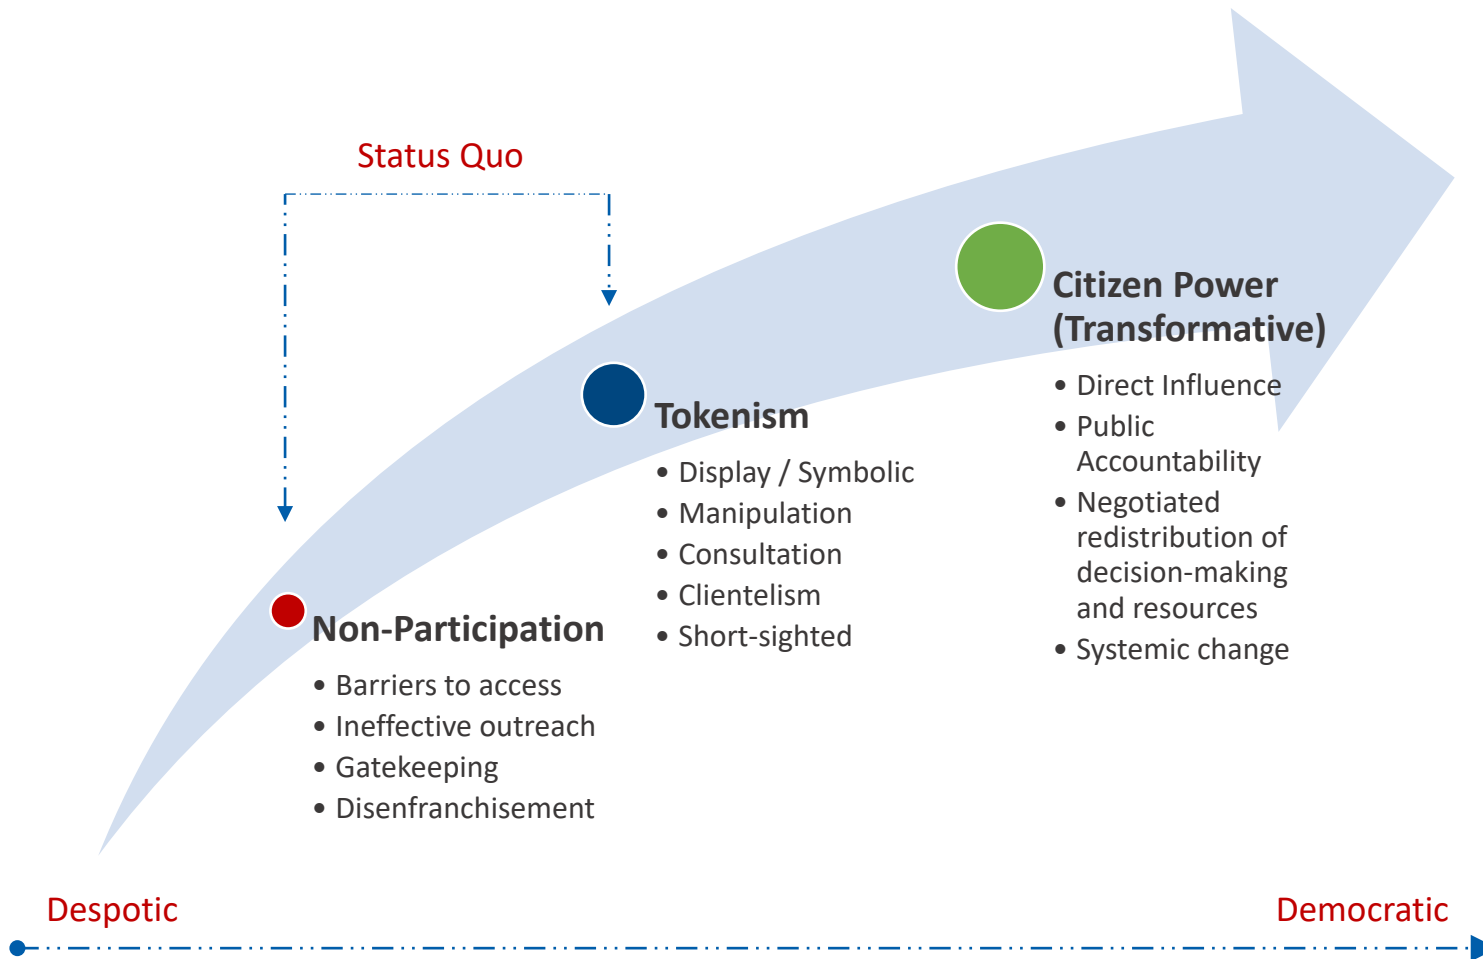 Status Quo
Non-Participation
• Barriers to access
• Ineffective outreach
• Gatekeeping
• Disenfranchisement
Tokenism
• Display / Symbolic
• Manipulation
• Consultation
• Clientelism
• Short-sighted
Citizen Power
(Transformative)
• Direct Influence
• Public
Accountability
• Negotiated
redistribution of
decision-making
and resources
• Systemic change
Despotic
Democratic